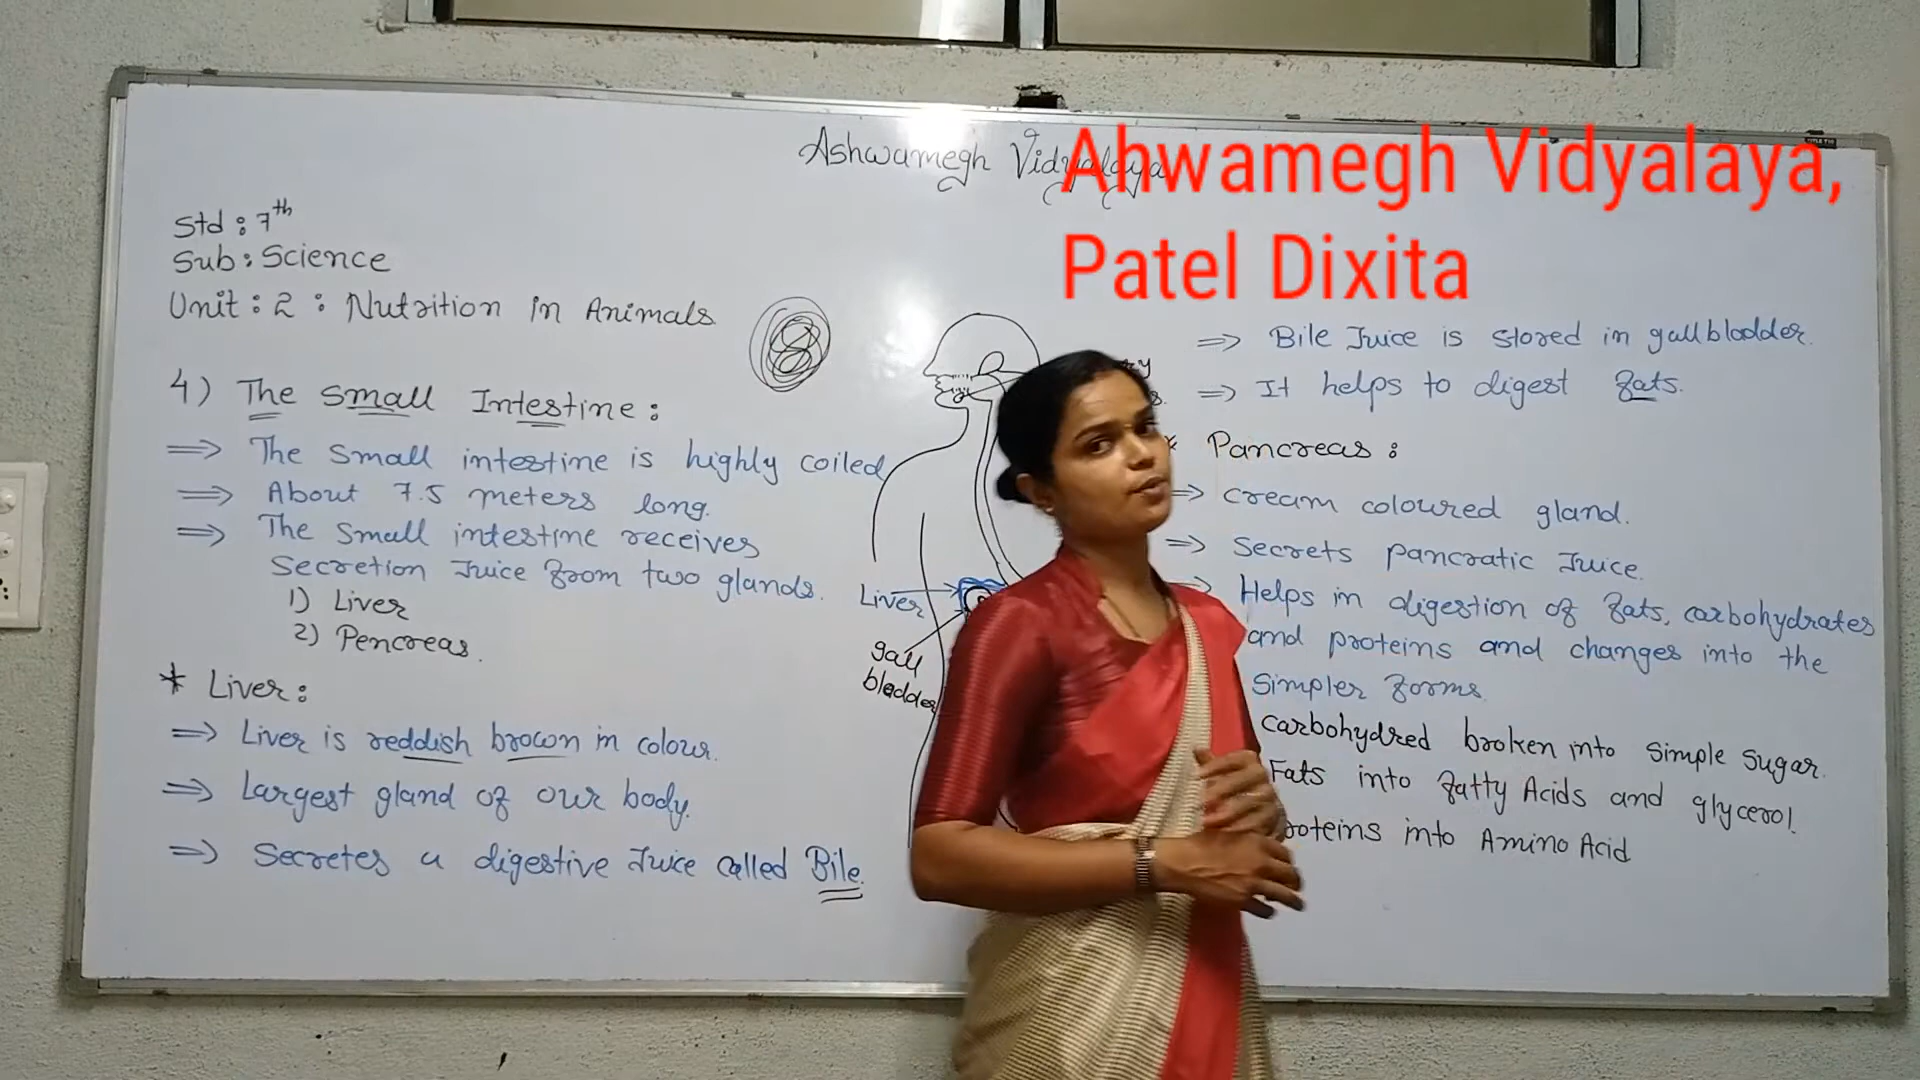 Ashwamegh Vidyalaya
Ahwamegh Vidyalaya,
Patel Dixita
Std : 7th
Sub : Science
Unit : 2 : Nutrition in Animals
4) The Small Intestine :
⇒ The small intestine is highly coiled
⇒ About 7.5 meters long.
⇒ The small intestine receives
Secretion Juice from two glands.
1) Liver
2) Pencreas.
* Liver :
⇒ Liver is reddish brown in colour.
⇒ Largest gland of our body.
⇒ Secretes a digestive Juice called Bile.
Liver
gall
bladder
⇒ Bile Juice is stored in gallbladder.
⇒ It helps to digest fats.
* Pancreas :
⇒ cream coloured gland.
⇒ Secrets pancratic Juice.
⇒ Helps in digestion of fats, carbohydrates
and proteins and changes into the
Simpler forms.
carbohydred broken into simple sugar.
Fats into fatty Acids and glycerol.
into Amino Acid